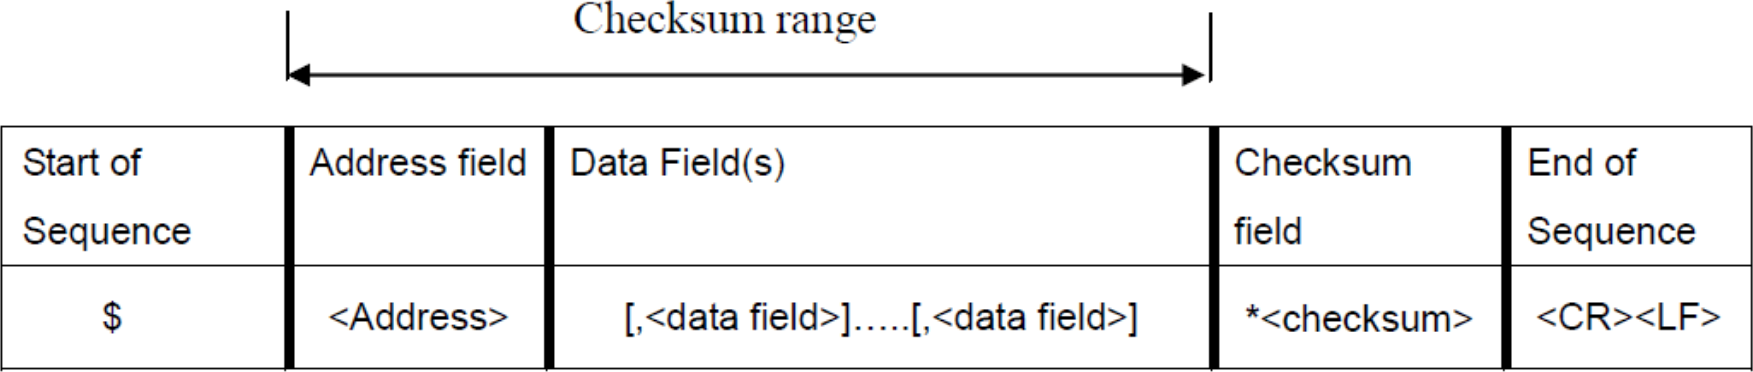 Checksum range
Start of Sequence
Address field
Data Field(s)
Checksum field
End of Sequence
$
<Address>
[,<data field>].....[,<data field>]
*<checksum>
<CR><LF>